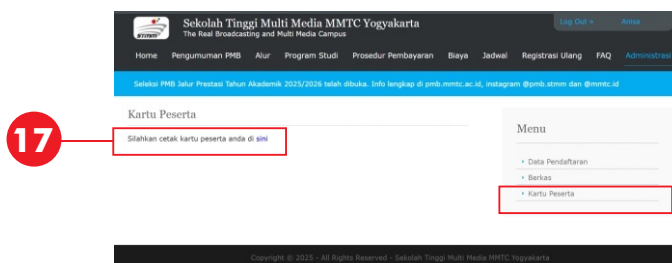 STMM
Sekolah Tinggi Multi Media MMTC Yogyakarta
The Real Broadcasting and Multi Media Campus
Log Out »
Anisa
Home Pengumuman PMB Alur Program Studi Prosedur Pembayaran Biaya Jadwal Registrasi Ulang FAQ Administrasi
Seleksi PMB Jalur Prestasi Tahun Akademik 2025/2026 telah dibuka. Info lengkap di pmb.mmtc.ac.id, instagram @pmb.stmm dan @mmtc.id
Kartu Peserta
17
Silahkan cetak kartu peserta anda di sini
Menu
Data Pendaftaran
Berkas
Kartu Peserta
Copyright © 2025 - All Rights Reserved - Sekolah Tinggi Multi Media MMTC Yogyakarta